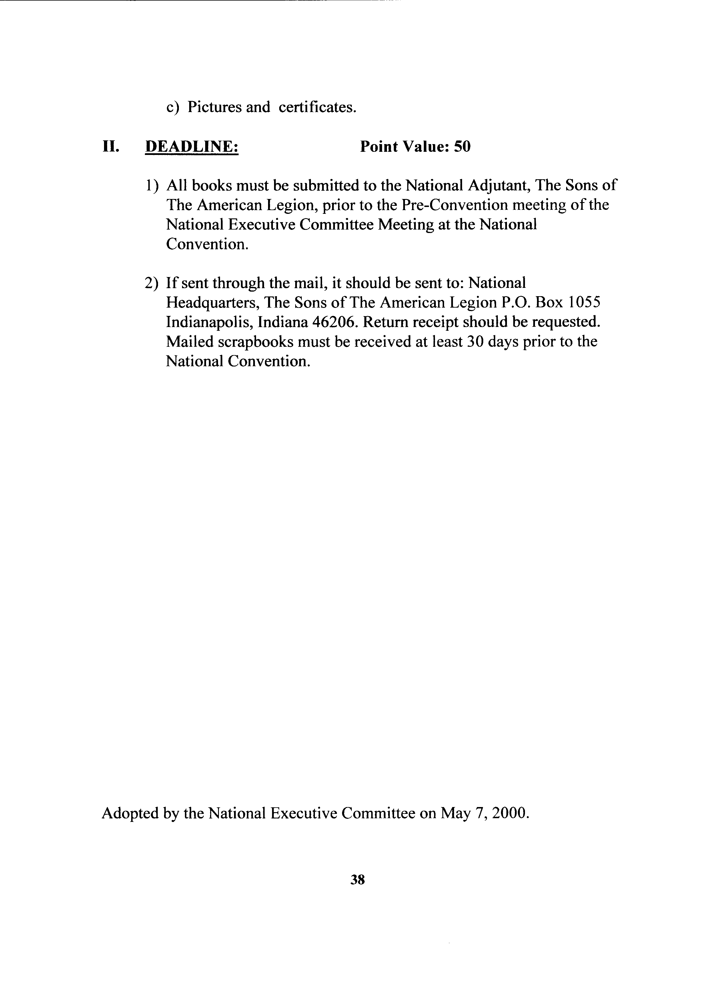 c) Pictures and certificates.
II. DEADLINE: Point Value: 50
1) All books must be submitted to the National Adjutant, The Sons of
The American Legion, prior to the Pre-Convention meeting of the
National Executive Committee Meeting at the National
Convention.
2) If sent through the mail, it should be sent to: National
Headquarters, The Sons of The American Legion P.O. Box 1055
Indianapolis, Indiana 46206. Return receipt should be requested.
Mailed scrapbooks must be received at least 30 days prior to the
National Convention.
Adopted by the National Executive Committee on May 7, 2000.
38